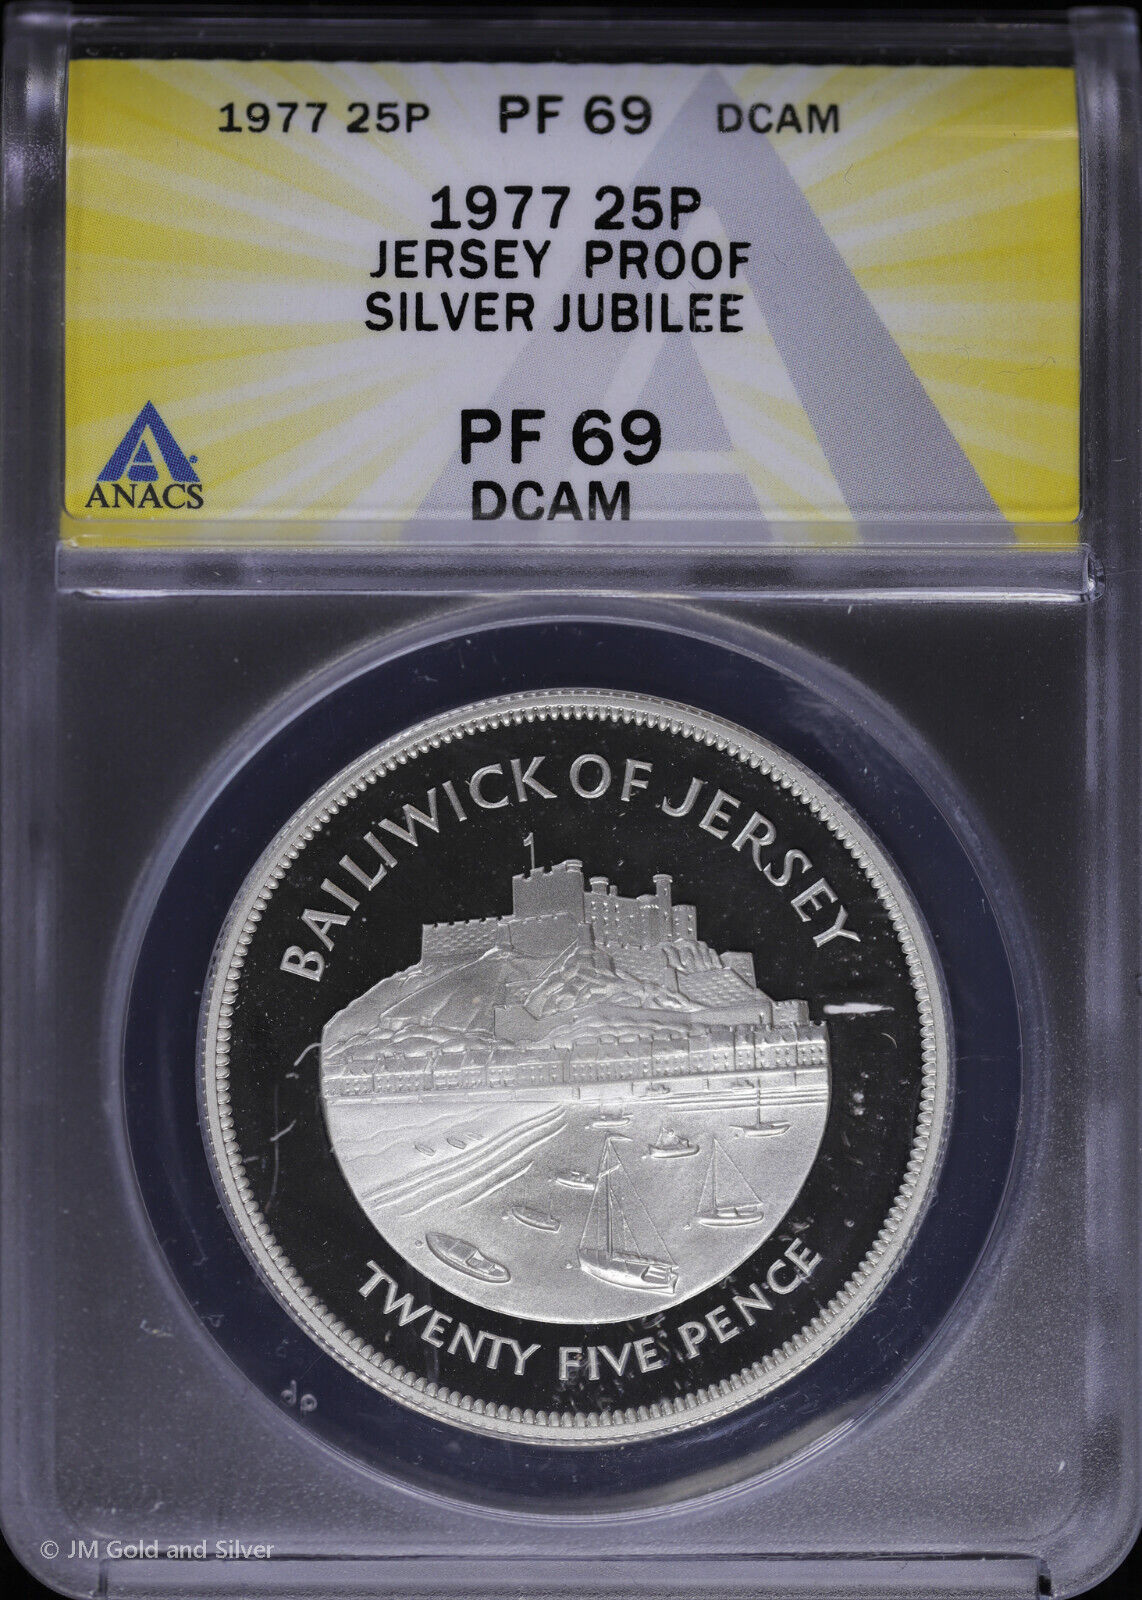 1977 25P PF 69 DCAM
1977 25P
JERSEY PROOF
SILVER JUBILEE
PF 69
DCAM
ANACS
BAILIWICK OF JERSEY
TWENTY FIVE PENCE
© JM Gold and Silver